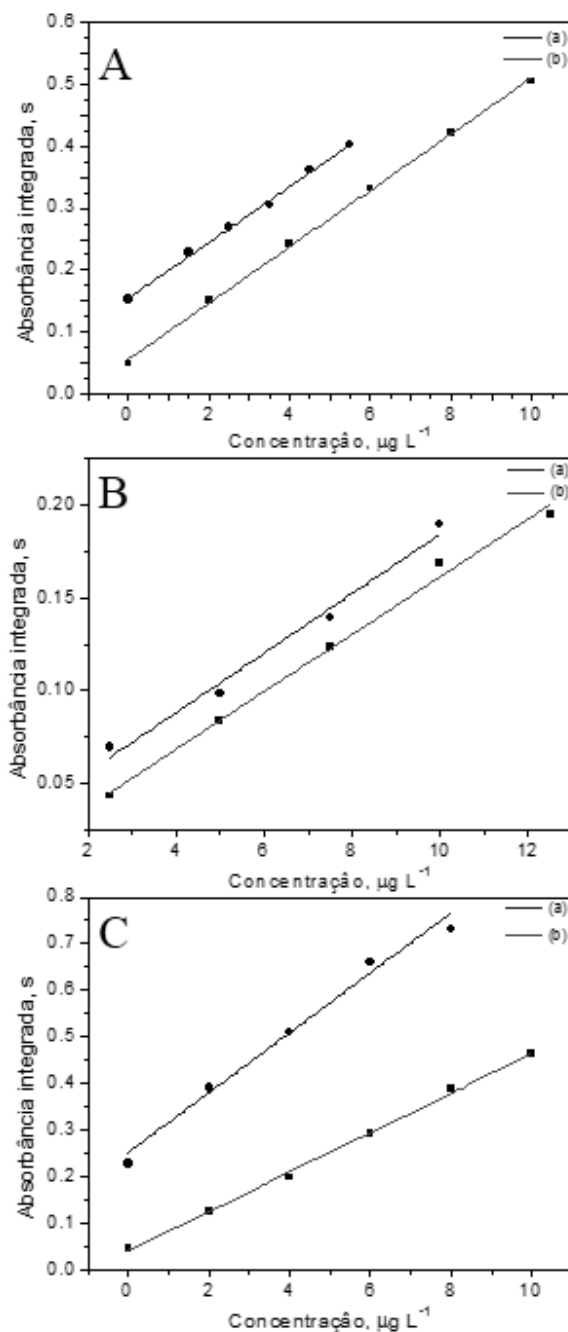 A
(a)
(b)
0.6
0.5
0.4
0.3
0.2
0.1
0.0
Absorbância integrada, s
0 2 4 6 8 10
Concentração, µg L⁻¹
B
(a)
(b)
0.20
0.15
0.10
0.05
Absorbância integrada, s
2 4 6 8 10 12
Concentração, µg L⁻¹
C
(a)
(b)
0.8
0.7
0.6
0.5
0.4
0.3
0.2
0.1
0.0
Absorbância integrada, s
0 2 4 6 8 10
Concentração, µg L⁻¹